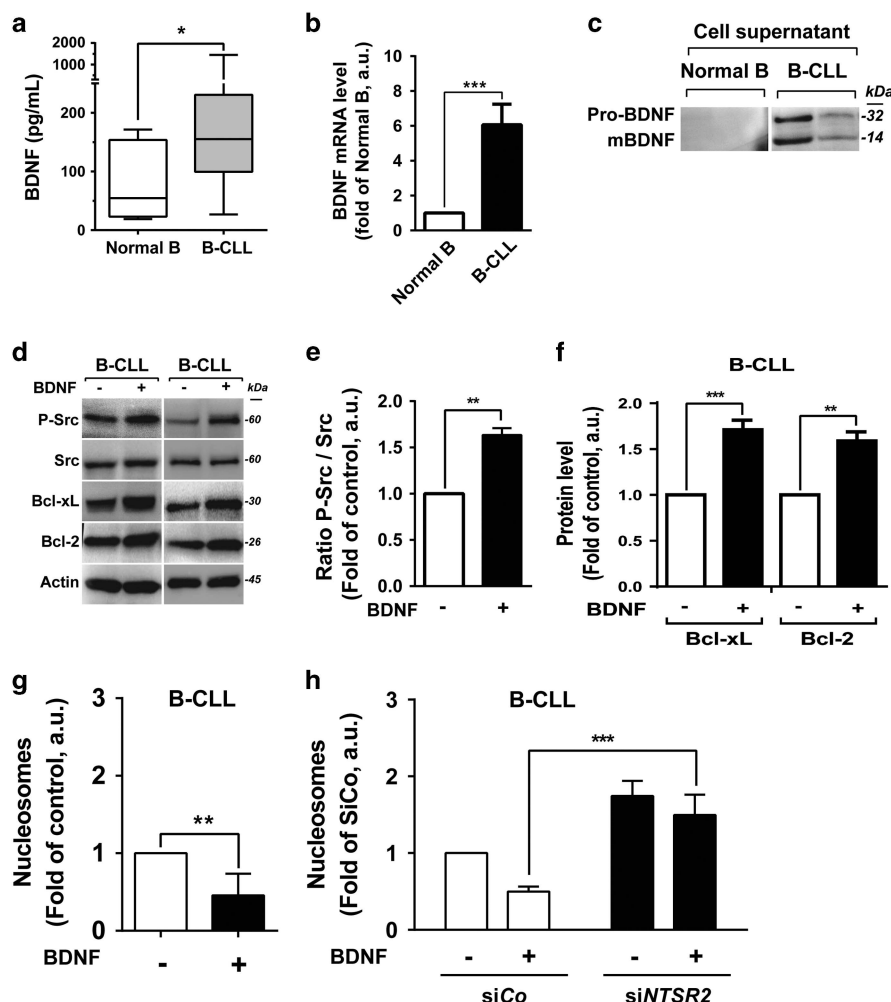 a
BDNF (pg/mL)
2000
1000
200
100
0
*
Normal B
B-CLL
b
BDNF mRNA level
(fold of Normal B, a.u.)
8
6
4
2
0
***
Normal B
B-CLL
c
Cell supernatant
Normal B
B-CLL
kDa
Pro-BDNF
-32
mBDNF
-14
d
B-CLL
B-CLL
BDNF - + - + kDa
P-Src -60
Src -60
Bcl-xL -30
Bcl-2 -26
Actin -45
e
Ratio P-Src / Src
(Fold of control, a.u.)
2.0
1.5
1.0
0.5
0.0
**
BDNF - +
f
B-CLL
Protein level
(Fold of control, a.u.)
2.0
1.5
1.0
0.5
0.0
***
**
BDNF - + - +
Bcl-xL
Bcl-2
g
B-CLL
Nucleosomes
(Fold of control, a.u.)
3
2
1
0
**
BDNF - +
h
B-CLL
Nucleosomes
(Fold of SiCo, a.u.)
3
2
1
0
***
BDNF - + - +
siCo
siNTSR2